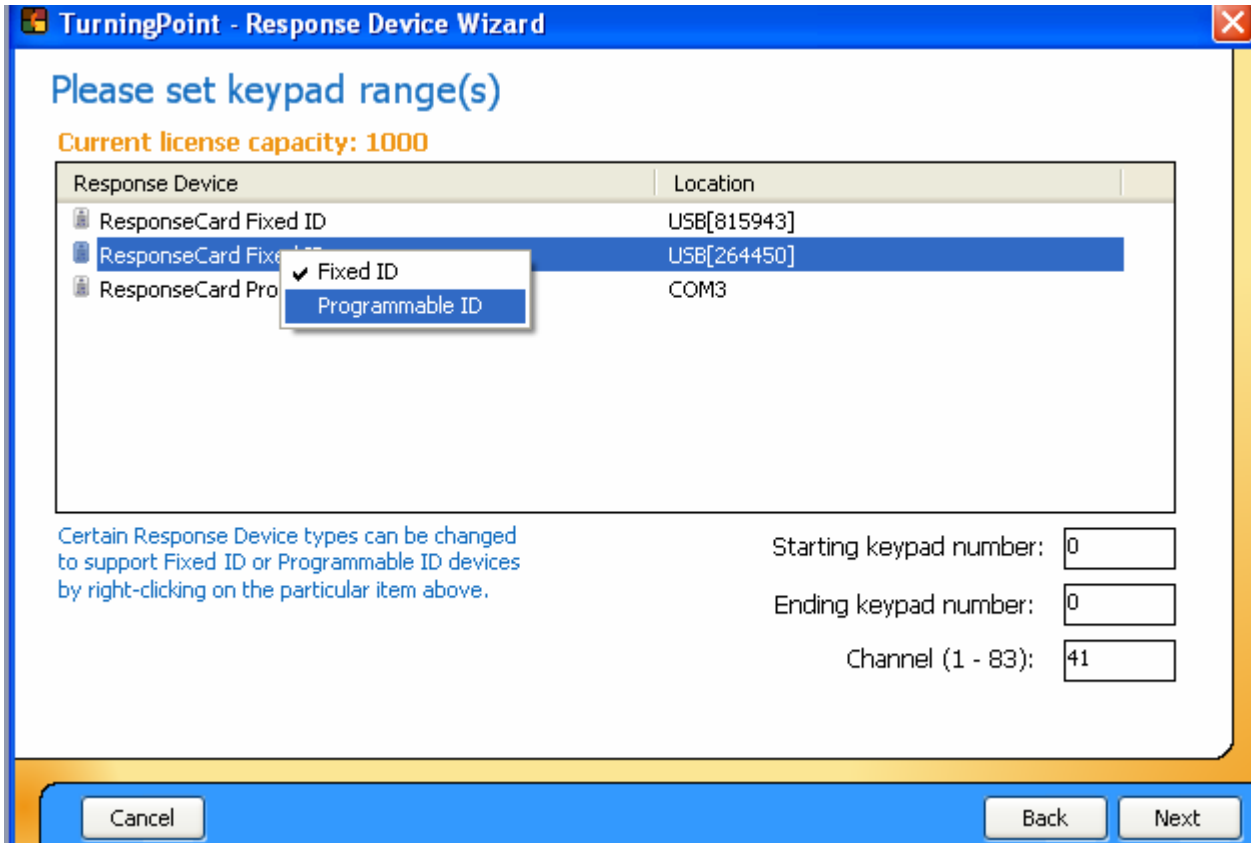 TurningPoint - Response Device Wizard
Please set keypad range(s)
Current license capacity: 1000
Response Device Location
ResponseCard Fixed ID USB[815943]
ResponseCard Fixe USB[264450]
Fixed ID
ResponseCard Pro COM3
Programmable ID
Certain Response Device types can be changed
to support Fixed ID or Programmable ID devices
by right-clicking on the particular item above.
Starting keypad number: 0
Ending keypad number: 0
Channel (1 - 83): 41
Cancel Back Next